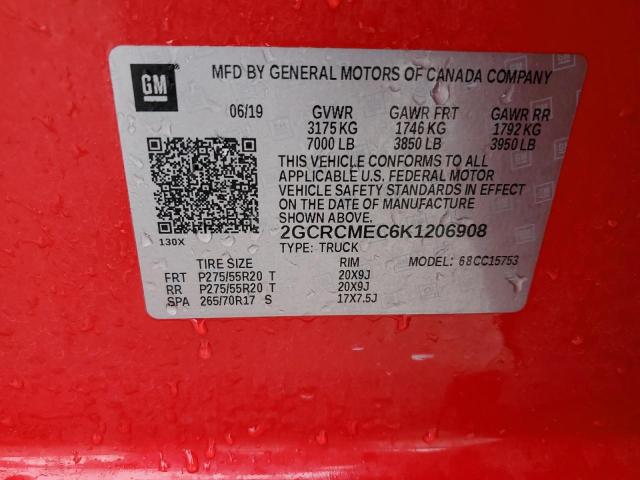 GM
MFD BY GENERAL MOTORS OF CANADA COMPANY
06/19 GVWR GAWR FRT GAWR RR
3175 KG 1746 KG 1792 KG
7000 LB 3850 LB 3950 LB
THIS VEHICLE CONFORMS TO ALL
APPLICABLE U.S. FEDERAL MOTOR
VEHICLE SAFETY STANDARDS IN EFFECT
ON THE DATE OF MANUFACTURE
SHOWN ABOVE.
130X 2GCRCMEC6K1206908
TYPE: TRUCK
TIRE SIZE RIM MODEL: 68CC15753
FRT P275/55R20 T 20X9J
RR P275/55R20 T 20X9J
SPA 265/70R17 S 17X7.5J